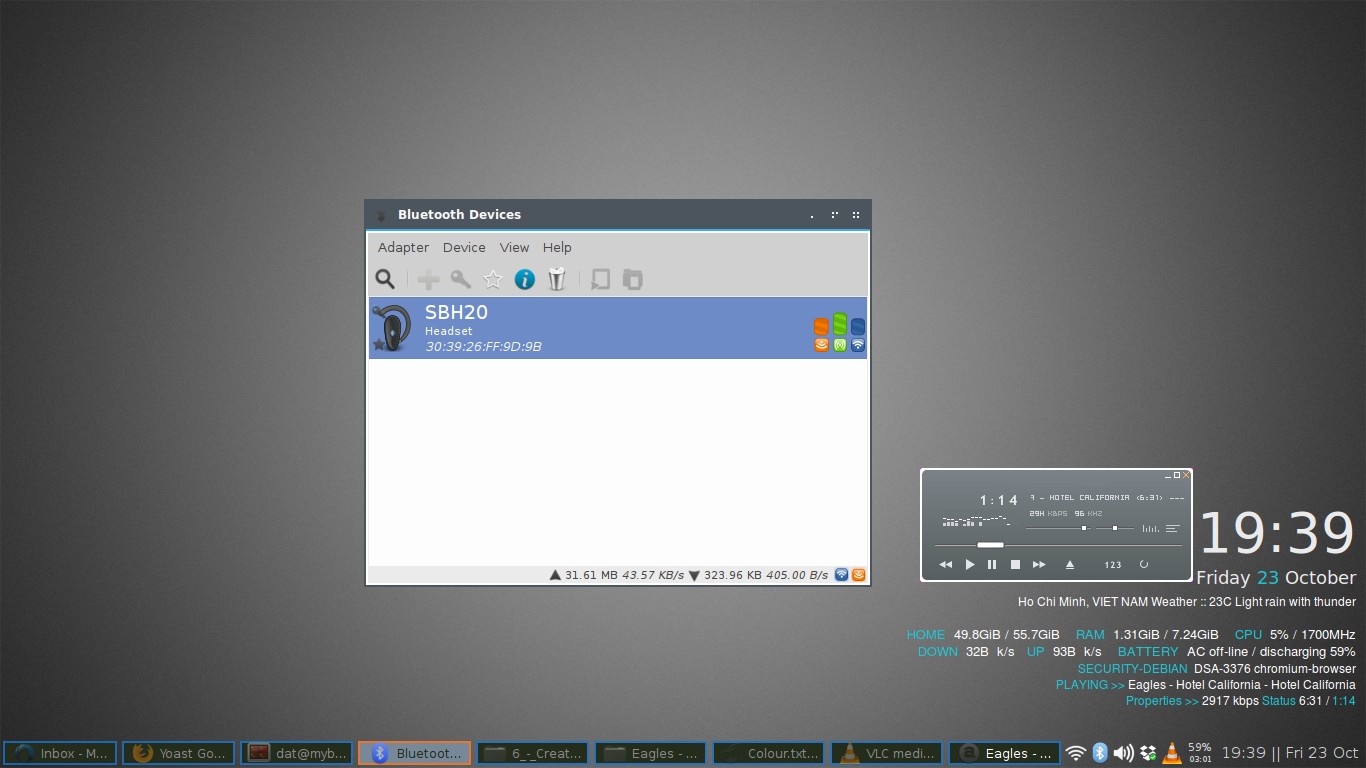 Bluetooth Devices
Adapter Device View Help
SBH20
Headset
30:39:26:FF:9D:9B
31.61 MB 43.57 KB/s 323.96 KB 405.00 B/s
1:14
HOTEL CALIFORNIA (6:31) ---
29H KBPS 96 KHZ
123
19:39
Friday 23 October
Ho Chi Minh, VIET NAM Weather :: 23C Light rain with thunder
HOME 49.8GiB / 55.7GiB RAM 1.31GiB / 7.24GiB CPU 5% / 1700MHz
DOWN 32B k/s UP 93B k/s BATTERY AC off-line / discharging 59%
SECURITY-DEBIAN DSA-3376 chromium-browser
PLAYING >> Eagles - Hotel California - Hotel California
Properties >> 2917 kbps Status 6:31 / 1:14
Inbox - M... Yoast Go... dat@myb... Bluetoot... 6_-_Creat... Eagles - ... Colour.txt... VLC medi... Eagles - ... 59% 03:01 19:39 || Fri 23 Oct